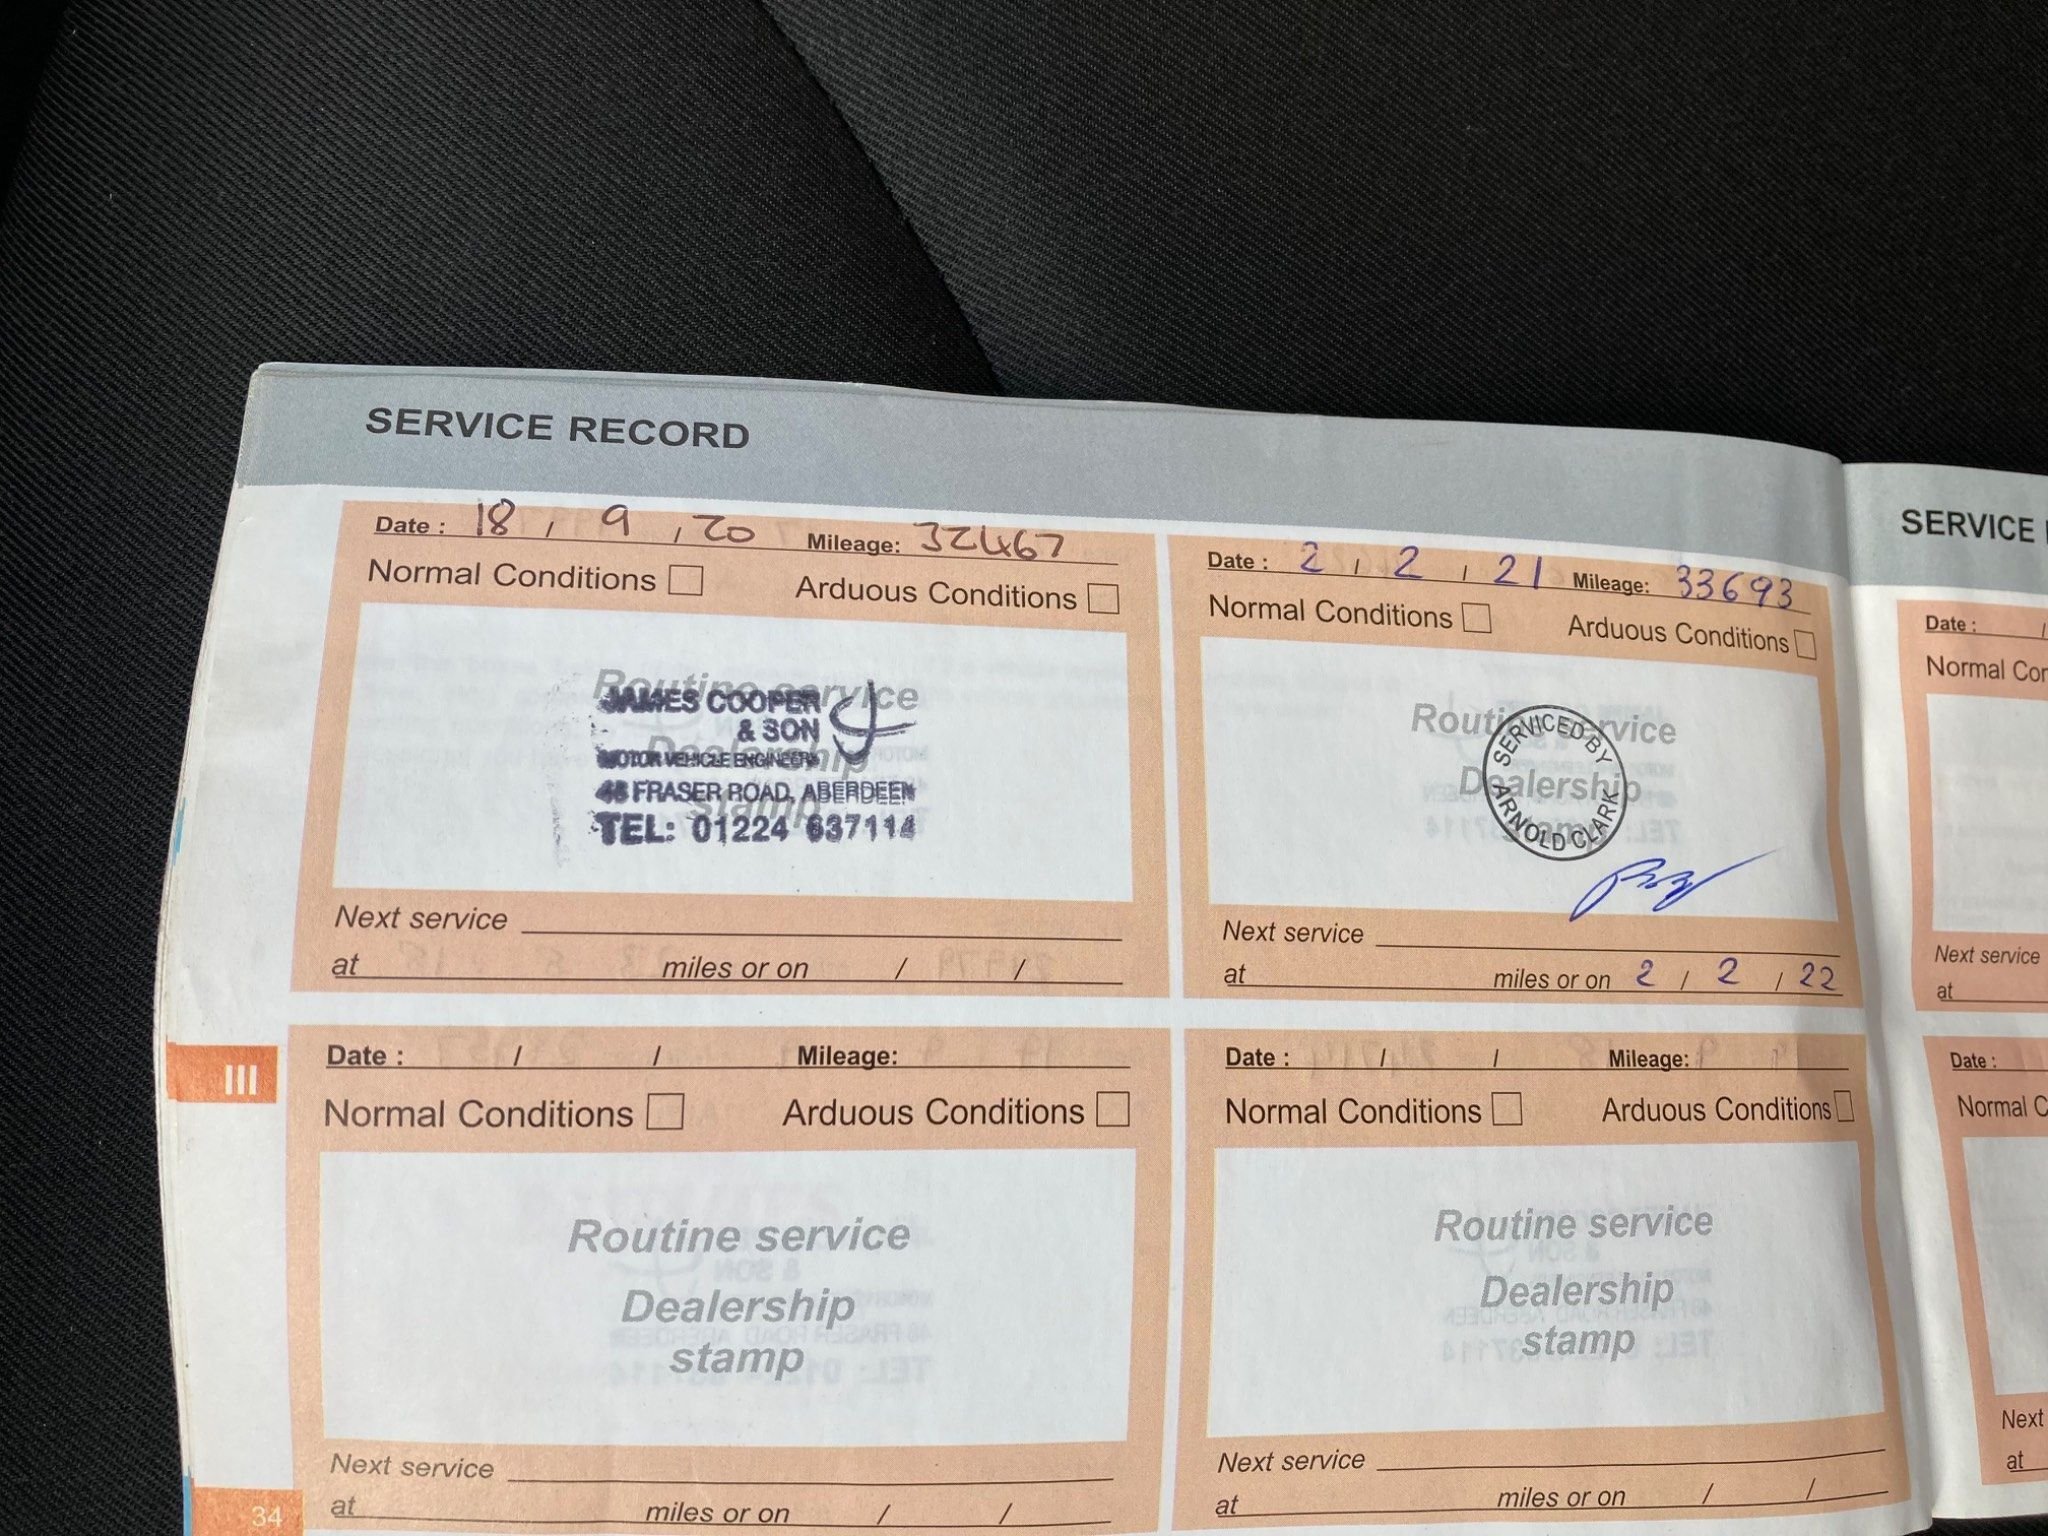 SERVICE RECORD
Date : 18 , 9 , 20 Mileage: 32467
Normal Conditions Arduous Conditions
Routine service
Dealership
stamp
JAMES COOPER
& SON
MOTOR VEHICLE ENGINEERS
48 FRASER ROAD, ABERDEEN
TEL: 01224 637114
Next service
at miles or on / /
Date : 2 / 2 / 21 Mileage: 33693
Normal Conditions Arduous Conditions
Routine service
Dealership
stamp
SERVICED BY
ARNOLD CLARK
Next service
at miles or on 2 / 2 / 22
Date : / / Mileage:
Normal Conditions Arduous Conditions
Routine service
Dealership
stamp
Next service
at miles or on / /
Date : / / Mileage:
Normal Conditions Arduous Conditions
Routine service
Dealership
stamp
Next service
at miles or on / /
III
34
SERVICE
Date : /
Normal
Next service
at
Date :
Normal
Next
at